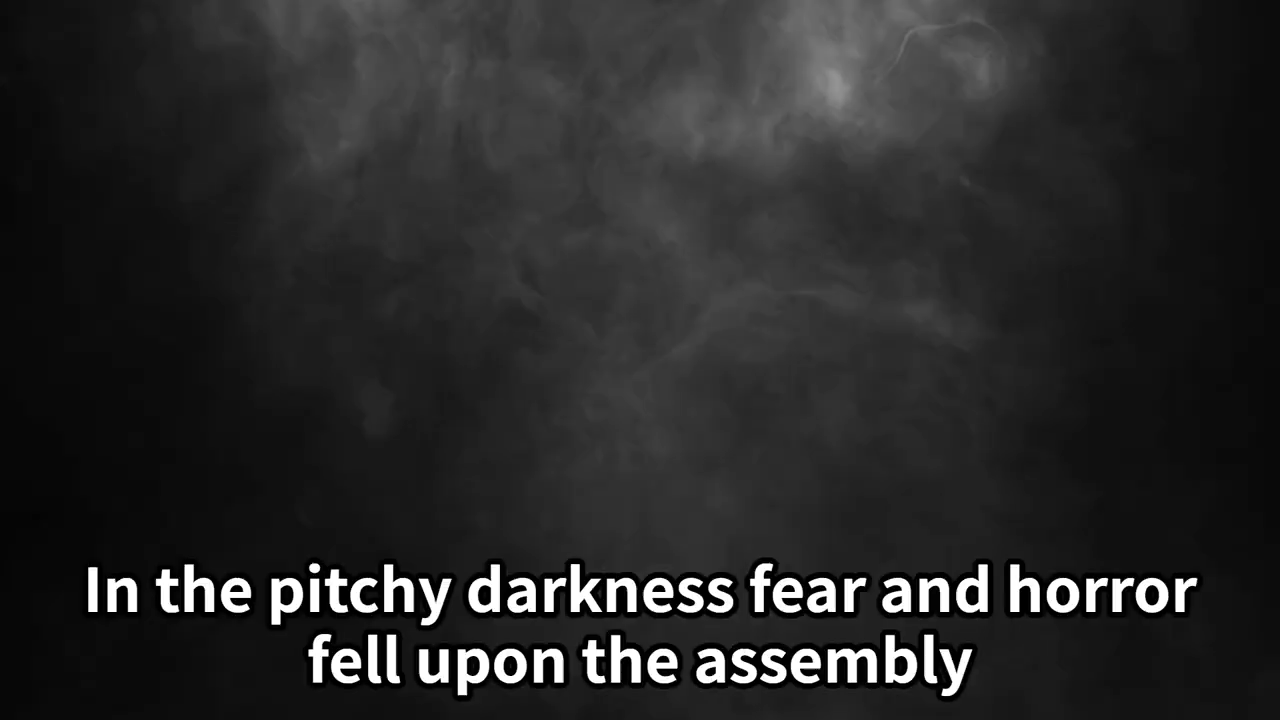 In the pitchy darkness fear and horror
fell upon the assembly